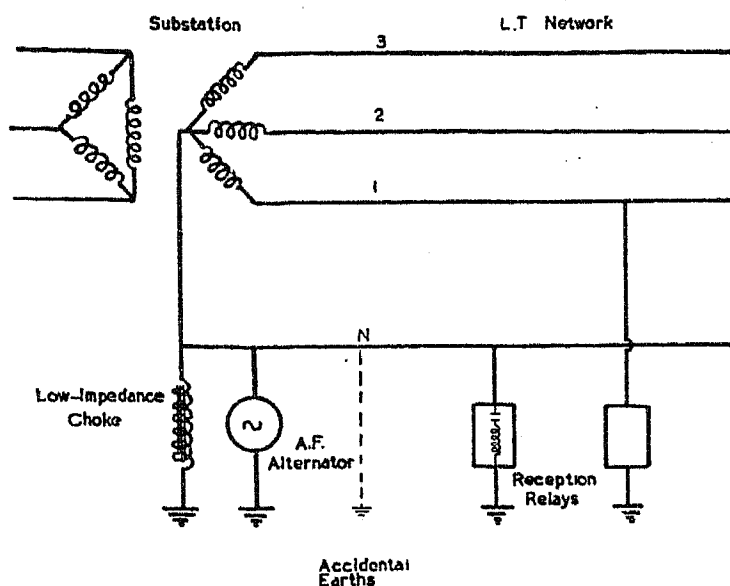 Substation
L.T Network
3
2
1
N
Low-Impedance
Choke
A.F.
Alternator
Reception
Relays
Accidental
Earths